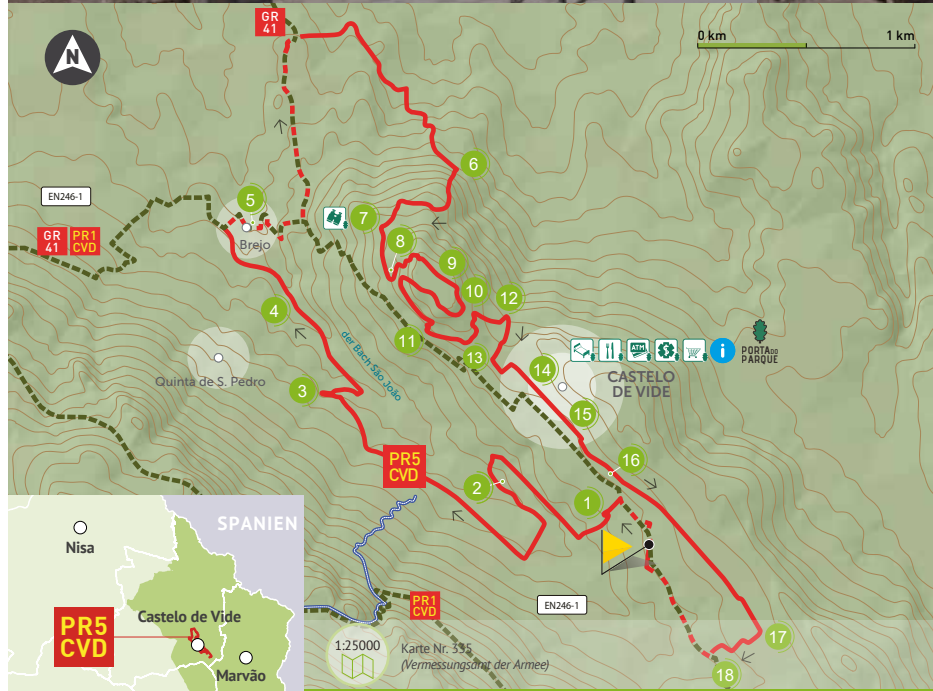 GR
41
N
0 km
1 km
6
EN246-1
5
7
GR
41
PR1
CVD
Brejo
8
9
10
12
4
11
13
der Bach São João
ATM
i
PORTA DO
PARQUE
14
CASTELO
DE VIDE
Quinta de S. Pedro
3
15
PR5
CVD
16
2
1
SPANIEN
Nisa
Castelo de Vide
PR5
CVD
Marvão
PR1
CVD
EN246-1
1:25000
Karte Nr. 335
(Vermessungsamt der Armee)
17
18